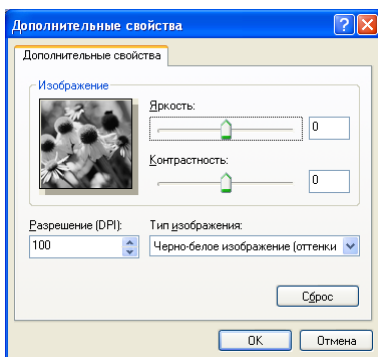 Дополнительные свойства
Дополнительные свойства
Изображение
Яркость:
0
Контрастность:
0
Разрешение (DPI):
Тип изображения:
100
Черно-белое изображение (оттенки
Сброс
OK
Отмена